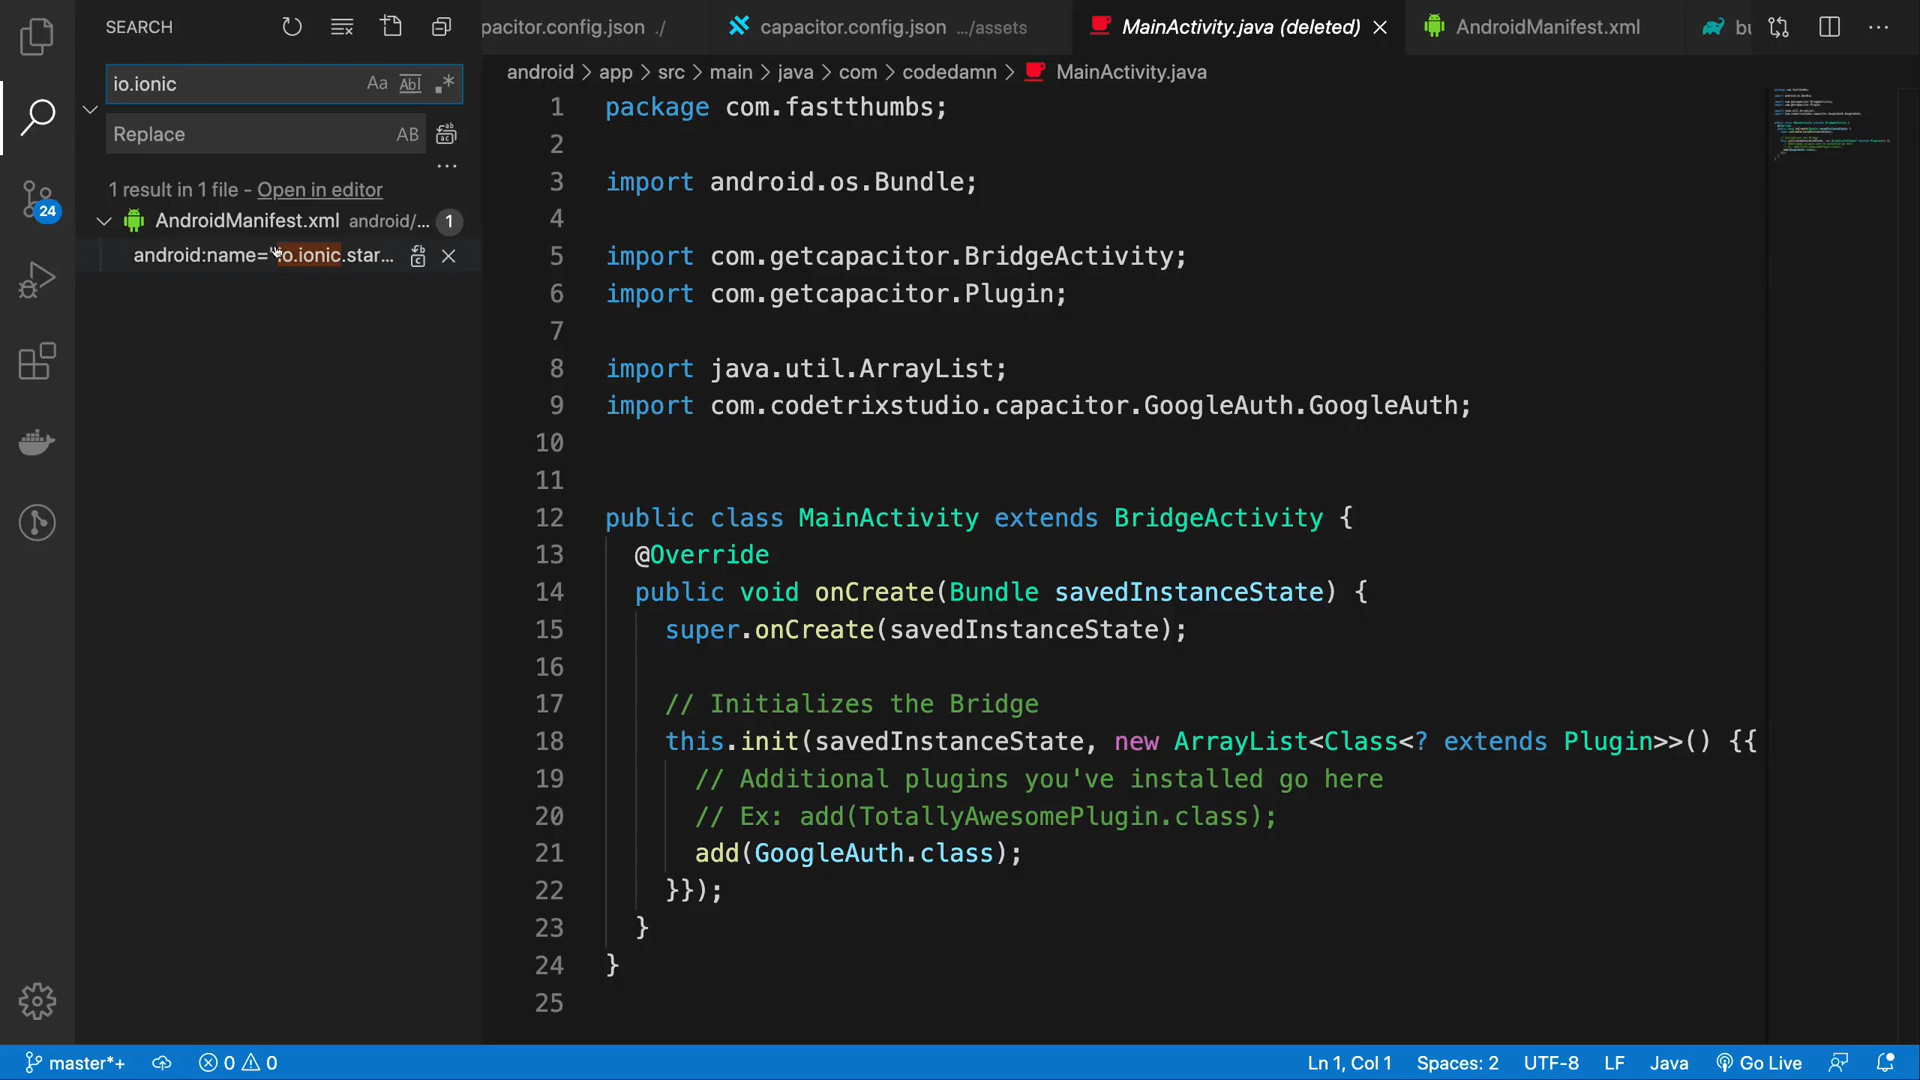 SEARCH
io.ionic
Aa
Ab
Replace
AB
1 result in 1 file - Open in editor
AndroidManifest.xml android/... 1
android:name="io.ionic.star...
24
pacitor.config.json ./
capacitor.config.json .../assets
MainActivity.java (deleted)
AndroidManifest.xml
bu
android > app > src > main > java > com > codedamn > MainActivity.java
1 package com.fastthumbs;
2
3 import android.os.Bundle;
4
5 import com.getcapacitor.BridgeActivity;
6 import com.getcapacitor.Plugin;
7
8 import java.util.ArrayList;
9 import com.codetrixstudio.capacitor.GoogleAuth.GoogleAuth;
10
11
12 public class MainActivity extends BridgeActivity {
13 @Override
14 public void onCreate(Bundle savedInstanceState) {
15 super.onCreate(savedInstanceState);
16
17 // Initializes the Bridge
18 this.init(savedInstanceState, new ArrayList<Class<? extends Plugin>>() {{
19 // Additional plugins you've installed go here
20 // Ex: add(TotallyAwesomePlugin.class);
21 add(GoogleAuth.class);
22 }});
23 }
24 }
25
master*+
0 0
Ln 1, Col 1
Spaces: 2
UTF-8
LF
Java
Go Live